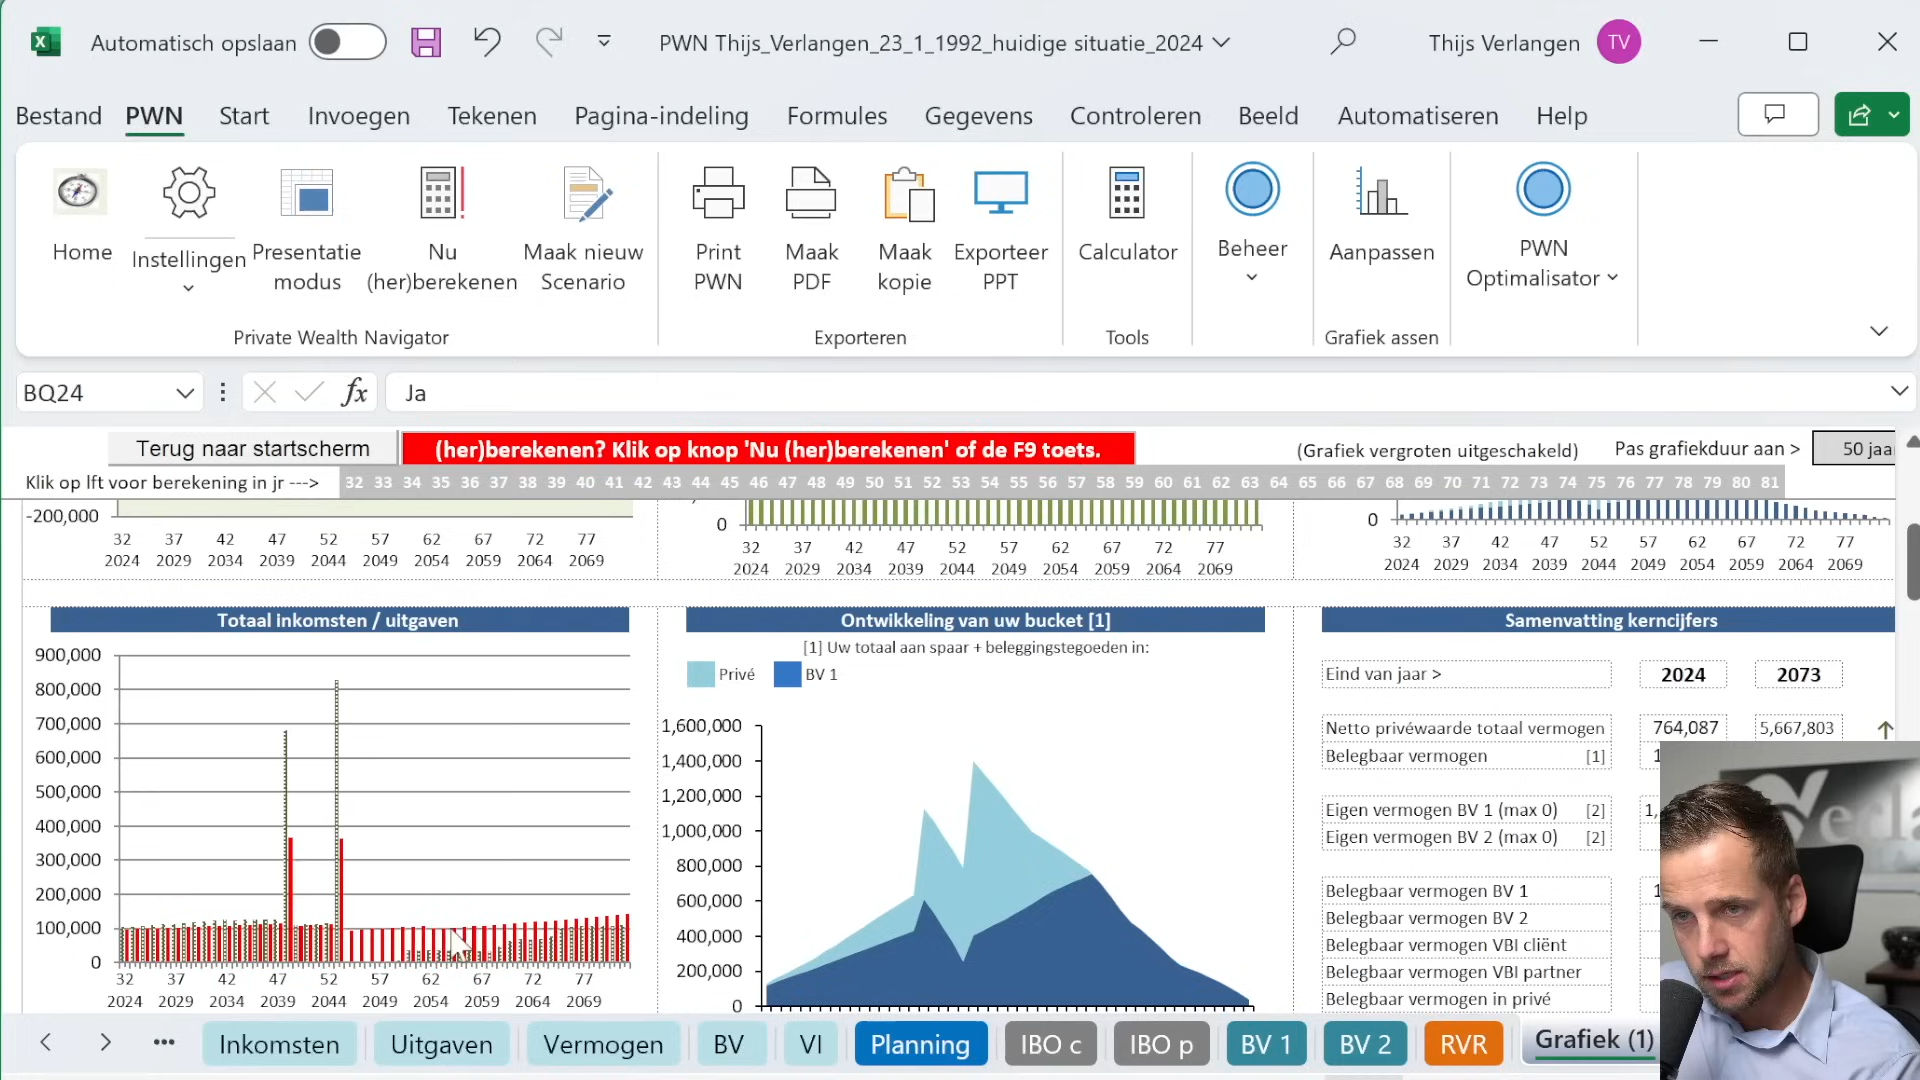 Automatisch opslaan
PWN Thijs_Verlangen_23_1_1992_huidige situatie_2024
Thijs Verlangen
TV
Bestand PWN Start Invoegen Tekenen Pagina-indeling Formules Gegevens Controleren Beeld Automatiseren Help
Home
Instellingen
Presentatie modus
Nu (her)berekenen
Maak nieuw Scenario
Print PWN
Maak PDF
Maak kopie
Exporteer PPT
Calculator
Beheer
Aanpassen
PWN Optimalisator
Private Wealth Navigator
Exporteren
Tools
Grafiek assen
BQ24
fx
Ja
Terug naar startscherm
(her)berekenen? Klik op knop 'Nu (her)berekenen' of de F9 toets.
(Grafiek vergroten uitgeschakeld)
Pas grafiekduur aan >
50 jaa
Klik op lft voor berekening in jr --->
32 33 34 35 36 37 38 39 40 41 42 43 44 45 46 47 48 49 50 51 52 53 54 55 56 57 58 59 60 61 62 63 64 65 66 67 68 69 70 71 72 73 74 75 76 77 78 79 80 81
-200,000
32 37 42 47 52 57 62 67 72 77
2024 2029 2034 2039 2044 2049 2054 2059 2064 2069
0
32 37 42 47 52 57 62 67 72 77
2024 2029 2034 2039 2044 2049 2054 2059 2064 2069
0
32 37 42 47 52 57 62 67 72 77
2024 2029 2034 2039 2044 2049 2054 2059 2064 2069
Totaal inkomsten / uitgaven
900,000
800,000
700,000
600,000
500,000
400,000
300,000
200,000
100,000
0
32 37 42 47 52 57 62 67 72 77
2024 2029 2034 2039 2044 2049 2054 2059 2064 2069
Ontwikkeling van uw bucket [1]
[1] Uw totaal aan spaar + beleggingstegoeden in:
Privé BV 1
1,600,000
1,400,000
1,200,000
1,000,000
800,000
600,000
400,000
200,000
0
Samenvatting kerncijfers
Eind van jaar > 2024 2073
Netto privéwaarde totaal vermogen 764,087 5,667,803
Belegbaar vermogen [1] 1
Eigen vermogen BV 1 (max 0) [2] 1,
Eigen vermogen BV 2 (max 0) [2]
Belegbaar vermogen BV 1 1
Belegbaar vermogen BV 2
Belegbaar vermogen VBI cliënt
Belegbaar vermogen VBI partner
Belegbaar vermogen in privé
Inkomsten Uitgaven Vermogen BV VI Planning IBO c IBO p BV 1 BV 2 RVR Grafiek (1)